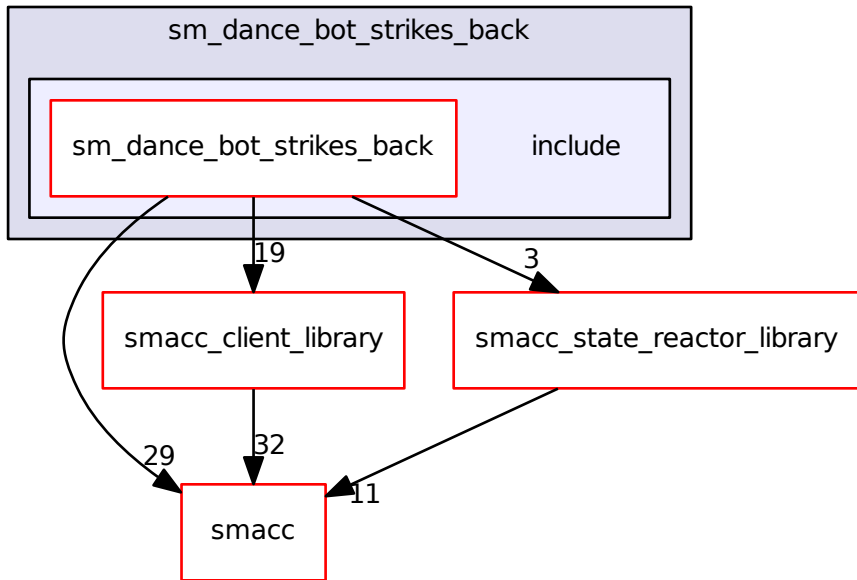 sm_dance_bot_strikes_back
sm_dance_bot_strikes_back
include
19
3
smacc_client_library
smacc_state_reactor_library
29
32
11
smacc